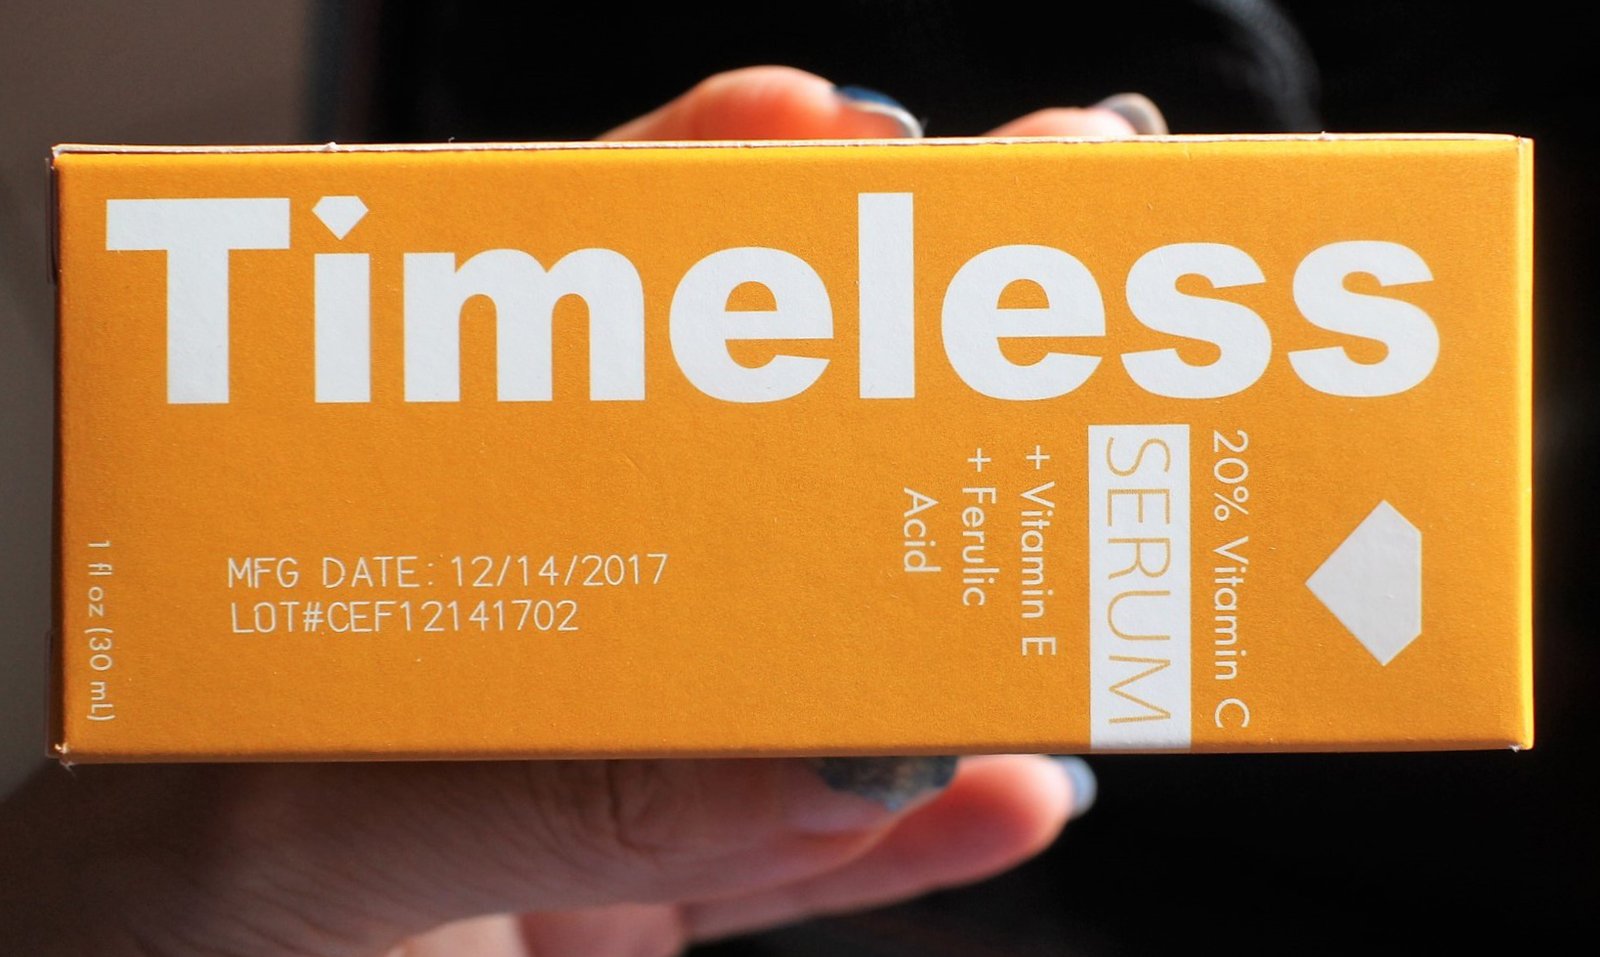 Timeless
20% Vitamin C
SERUM
+ Vitamin E
+ Ferulic
Acid
MFG DATE: 12/14/2017
LOT#CEF12141702
1 fl oz (30 mL)